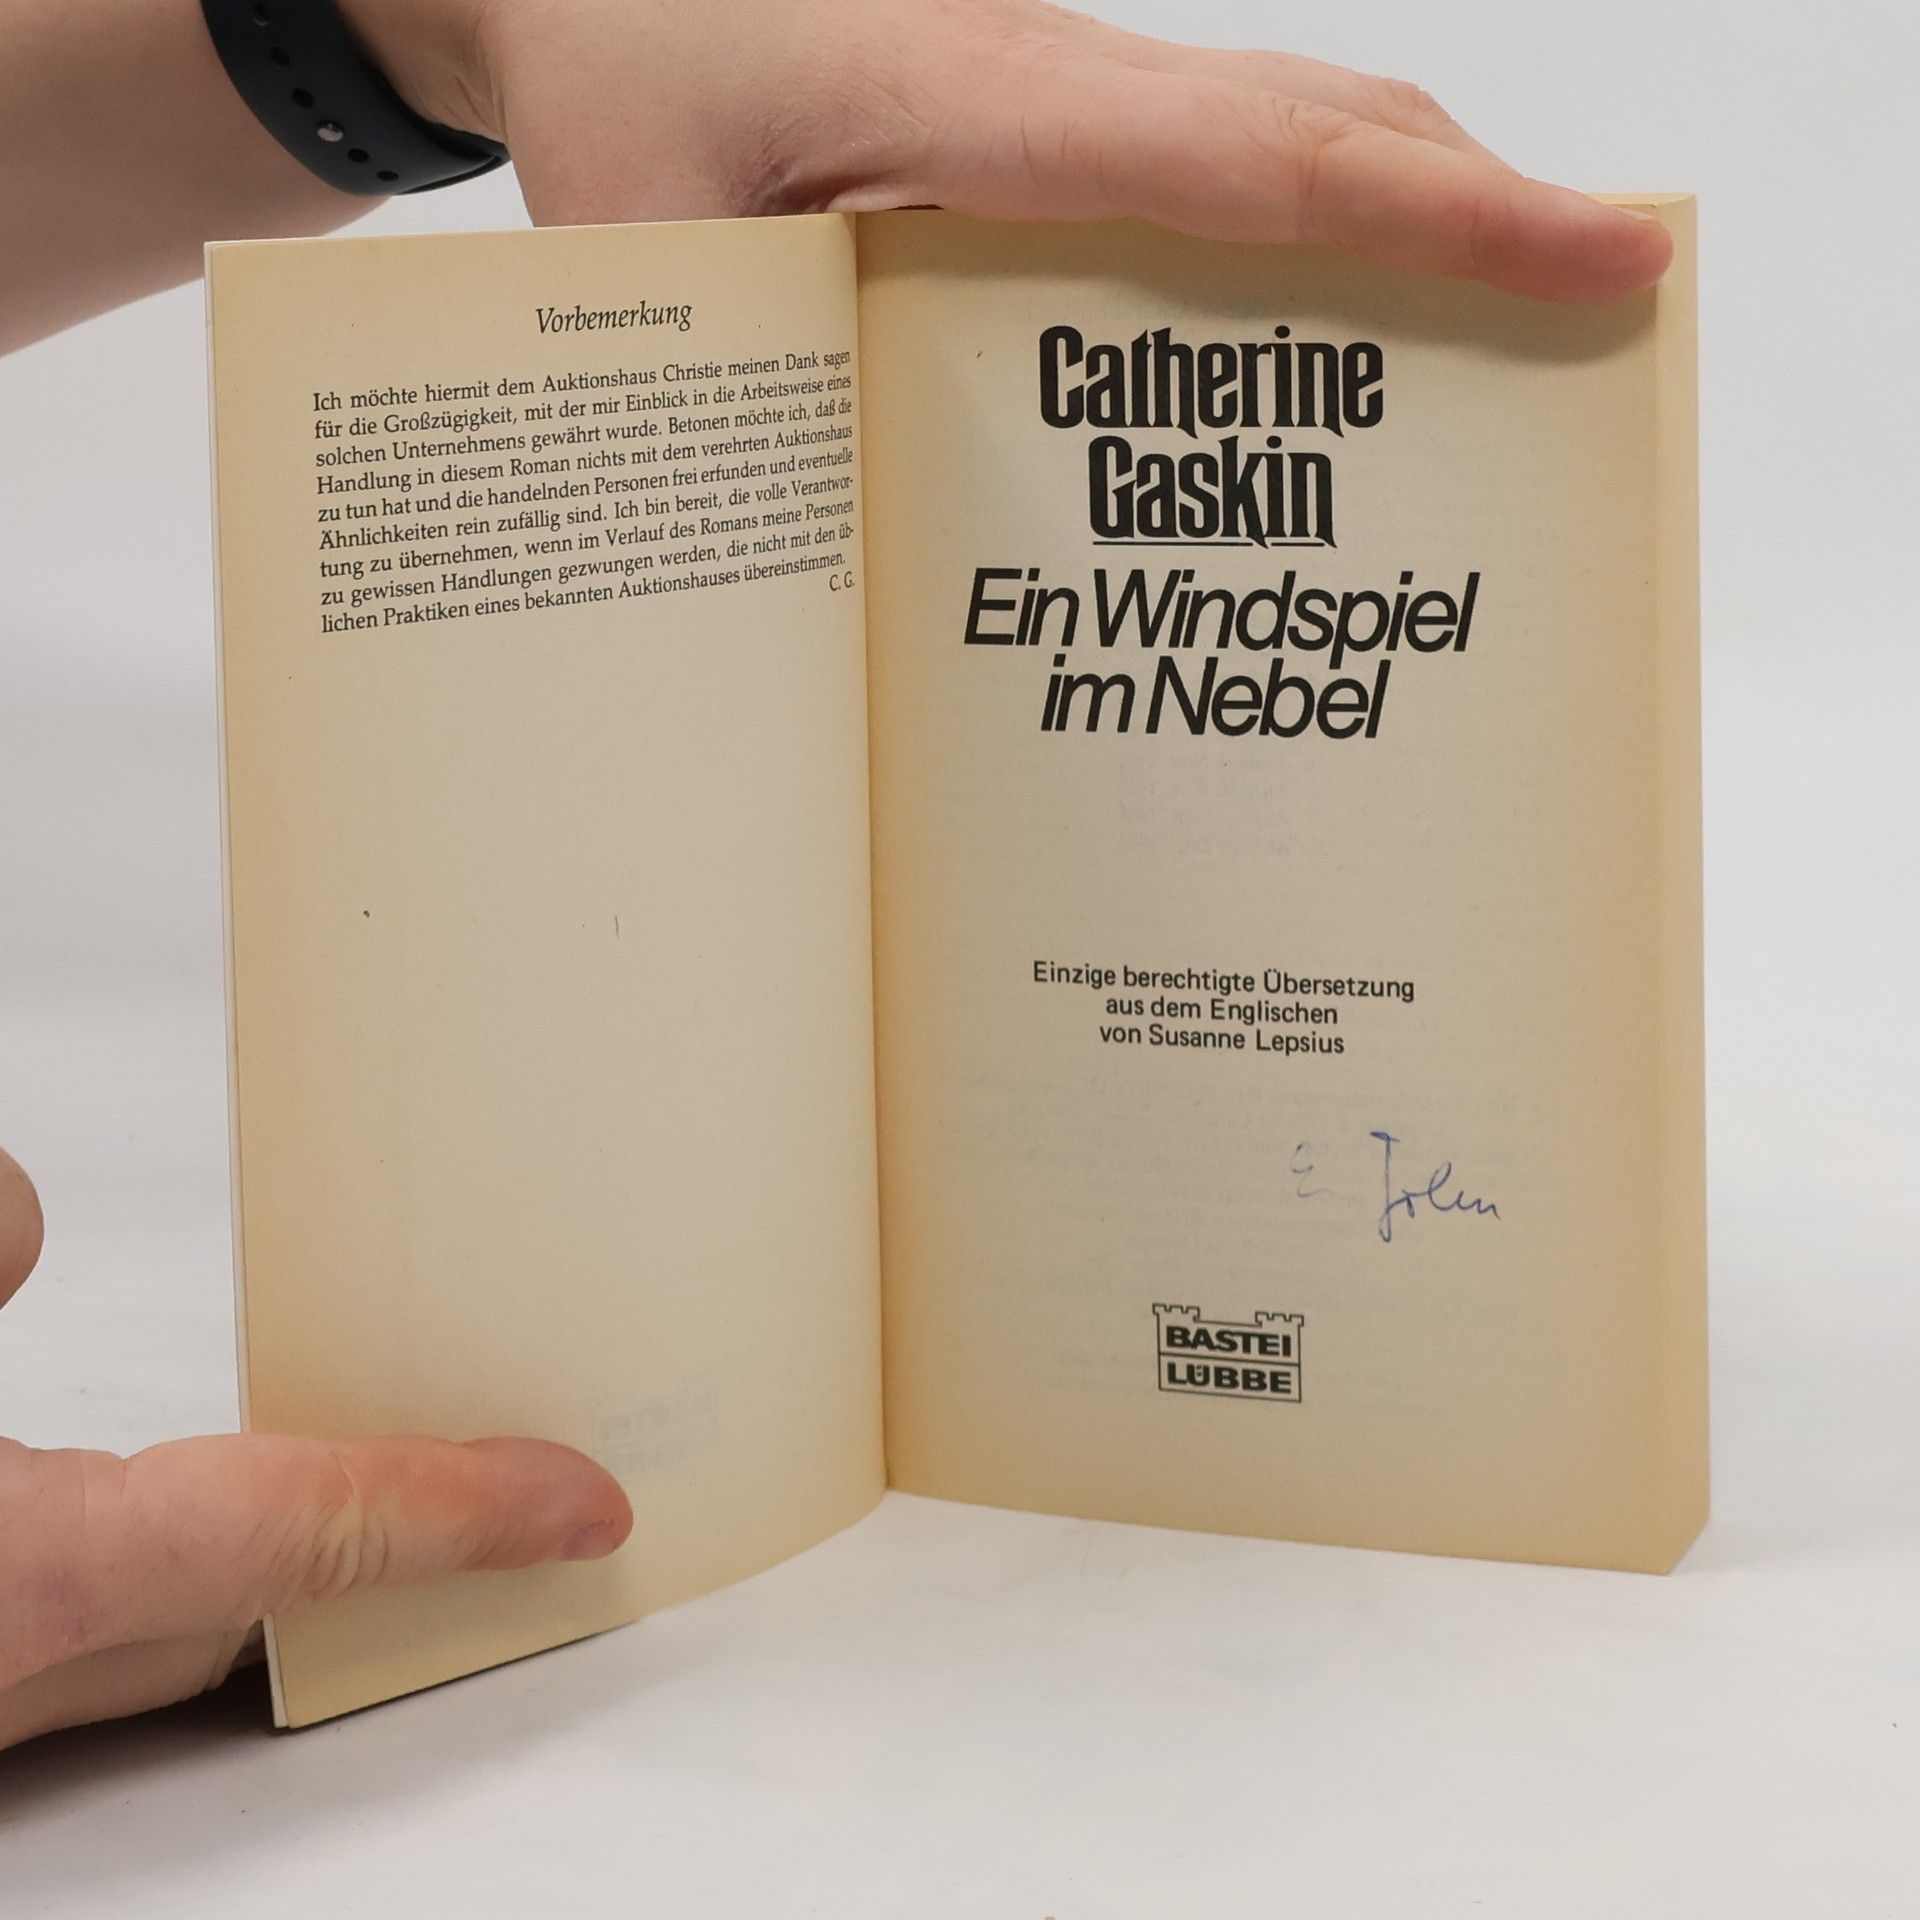 Vorbemerkung
Ich möchte hiermit dem Auktionshaus Christie meinen Dank sagen
für die Großzügigkeit, mit der mir Einblick in die Arbeitsweise eines
solchen Unternehmens gewährt wurde. Betonen möchte ich, daß die
Handlung in diesem Roman nichts mit dem verehrten Auktionshaus
zu tun hat und die handelnden Personen frei erfunden und eventuelle
Ähnlichkeiten rein zufällig sind. Ich bin bereit, die volle Verantwor-
tung zu übernehmen, wenn im Verlauf des Romans meine Personen
zu gewissen Handlungen gezwungen werden, die nicht mit den üb-
lichen Praktiken eines bekannten Auktionshauses übereinstimmen.
C. G.
Catherine
Gaskin
Ein Windspiel
im Nebel
Einzige berechtigte Übersetzung
aus dem Englischen
von Susanne Lepsius
BASTEI
LÜBBE